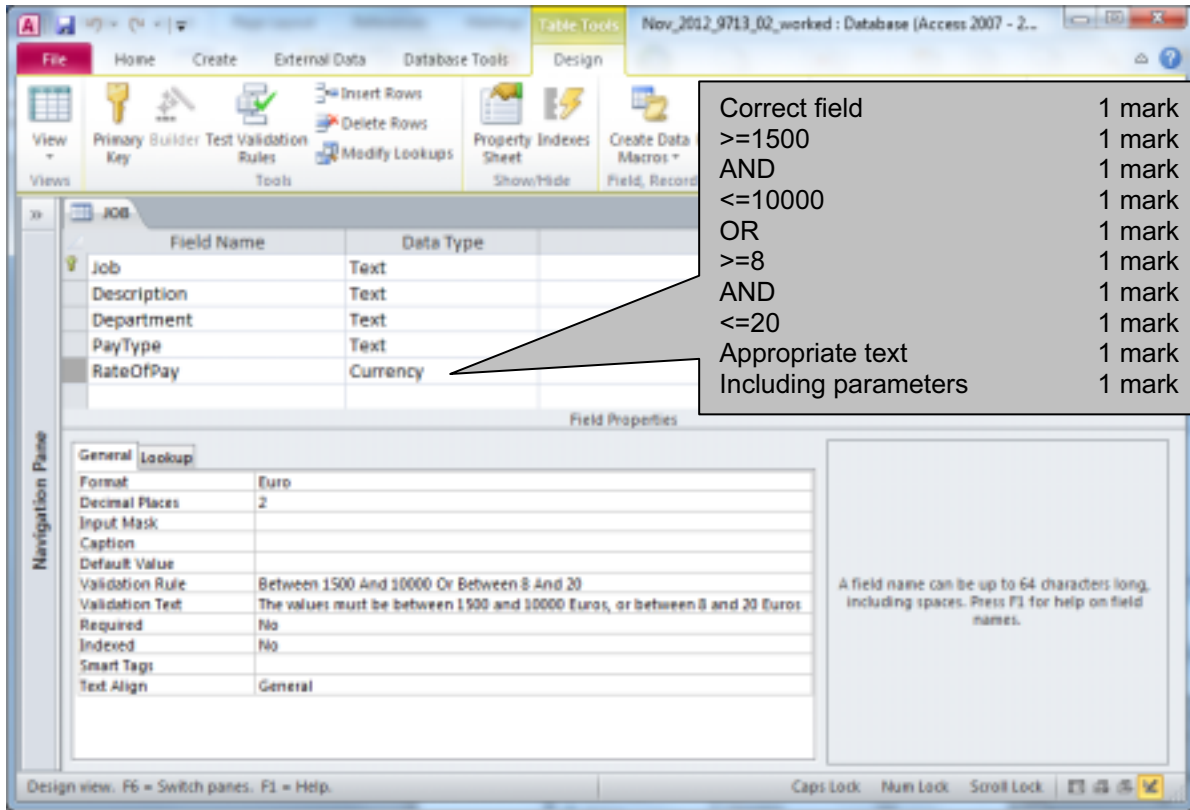 A
Table Tools
Nov_2012_9713_02_worked : Database (Access 2007 - 2...
File Home Create External Data Database Tools Design
View
Primary Key
Builder
Test Validation Rules
Insert Rows
Delete Rows
Modify Lookups
Property Sheet
Indexes
Create Data
Macros
Views
Tools
Show/Hide
Field, Record
Correct field 1 mark
>=1500 1 mark
AND 1 mark
<=10000 1 mark
OR 1 mark
>=8 1 mark
AND 1 mark
<=20 1 mark
Appropriate text 1 mark
Including parameters 1 mark
JOB
Field Name Data Type
Job Text
Description Text
Department Text
PayType Text
RateOfPay Currency
Field Properties
Navigation Pane
General Lookup
Format Euro
Decimal Places 2
Input Mask
Caption
Default Value
Validation Rule Between 1500 And 10000 Or Between 8 And 20
Validation Text The values must be between 1500 and 10000 Euros, or between 8 and 20 Euros
Required No
Indexed No
Smart Tags
Text Align General
A field name can be up to 64 characters long,
including spaces. Press F1 for help on field
names.
Design view. F6 = Switch panes. F1 = Help.
Caps Lock Num Lock Scroll Lock